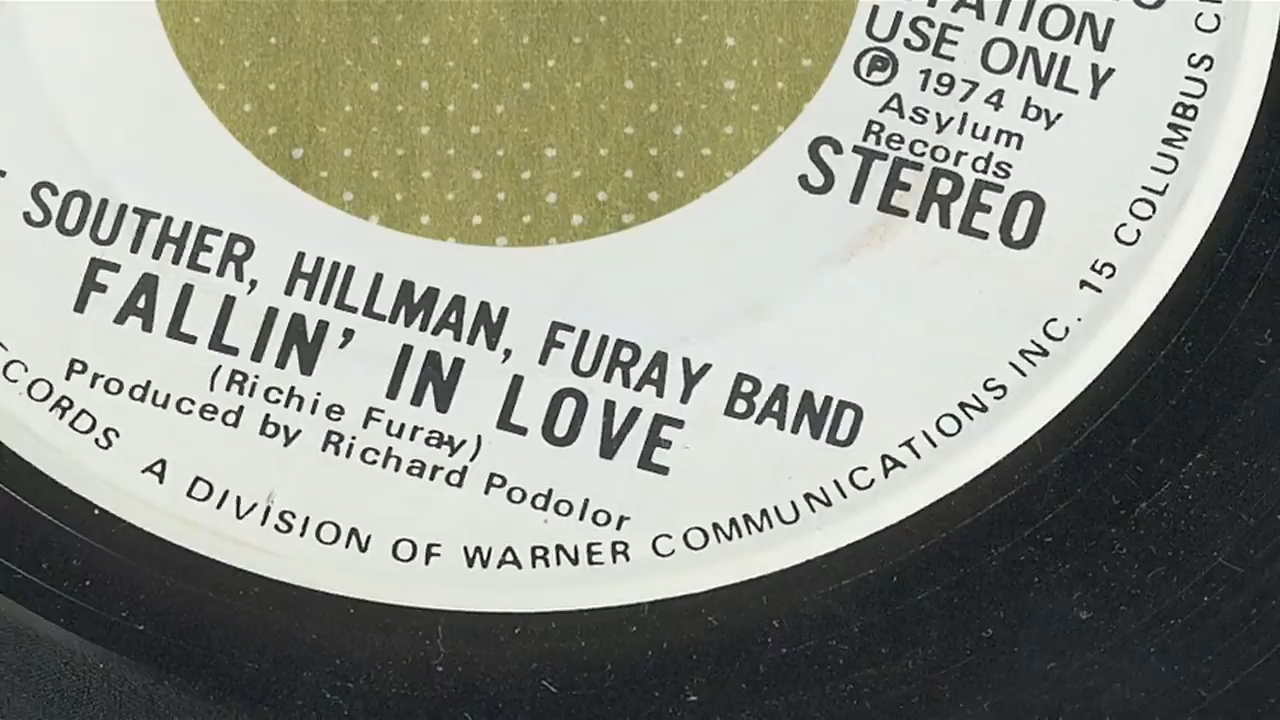 USE ONLY
Ⓟ 1974 by
Asylum
Records
STEREO
SOUTHER, HILLMAN, FURAY BAND
FALLIN' IN LOVE
(Richie Furay)
Produced by Richard Podolor
A DIVISION OF WARNER COMMUNICATIONS INC. 15 COLUMBUS